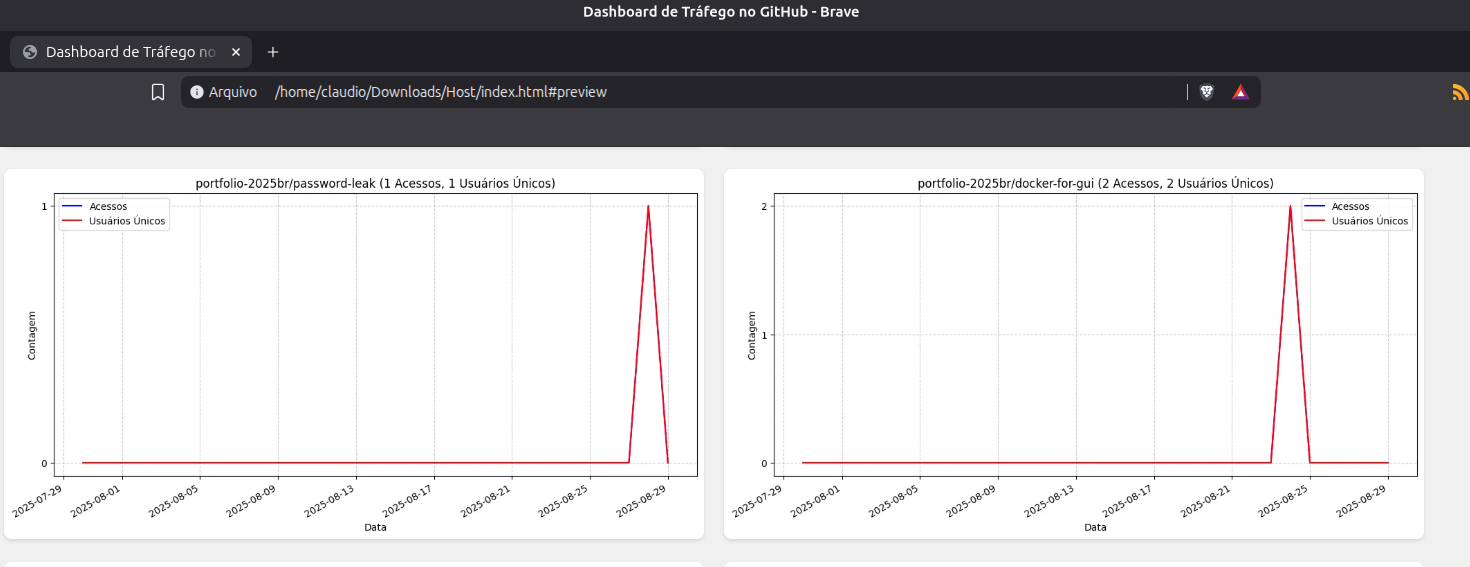 Dashboard de Tráfego no GitHub - Brave
Dashboard de Tráfego no
Arquivo /home/claudio/Downloads/Host/index.html#preview
portfolio-2025br/password-leak (1 Acessos, 1 Usuários Únicos)
Acessos
Usuários Únicos
1
0
Contagem
2025-07-29
2025-08-01
2025-08-05
2025-08-09
2025-08-13
2025-08-17
2025-08-21
2025-08-25
2025-08-29
Data
portfolio-2025br/docker-for-gui (2 Acessos, 2 Usuários Únicos)
Acessos
Usuários Únicos
2
1
0
Contagem
2025-07-29
2025-08-01
2025-08-05
2025-08-09
2025-08-13
2025-08-17
2025-08-21
2025-08-25
2025-08-29
Data